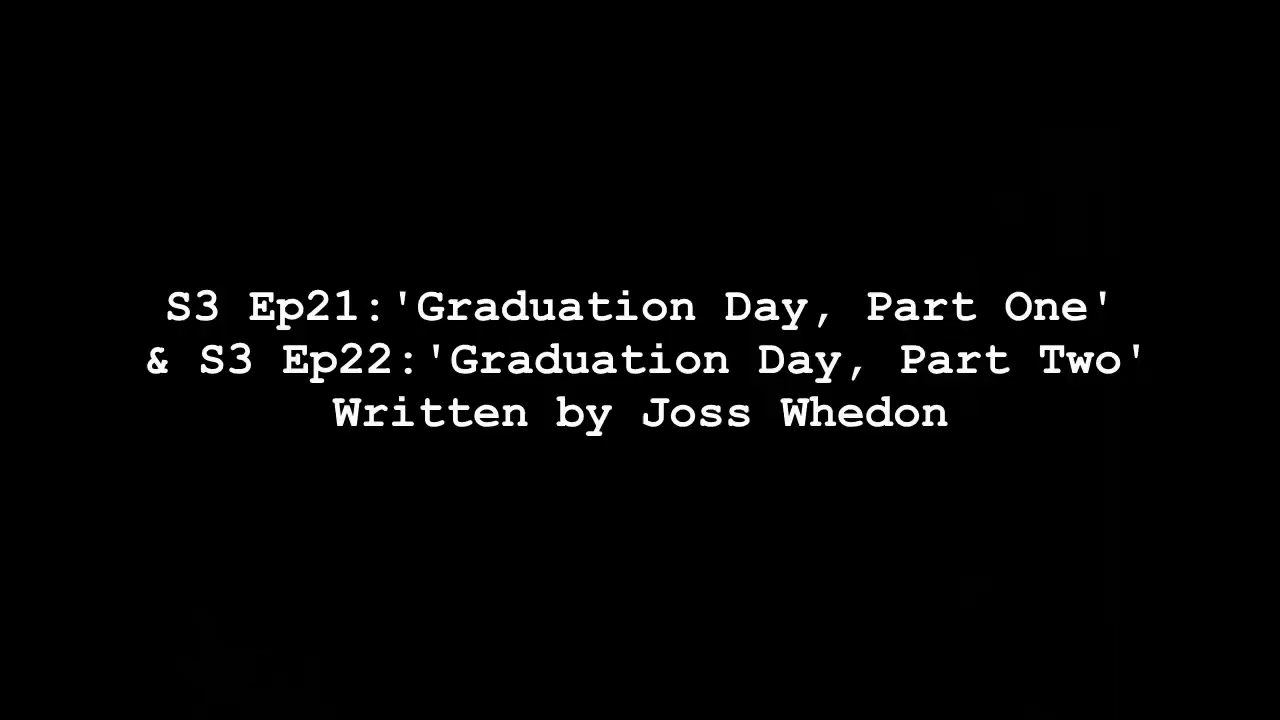 S3 Ep21:'Graduation Day, Part One'
& S3 Ep22:'Graduation Day, Part Two'
Written by Joss Whedon